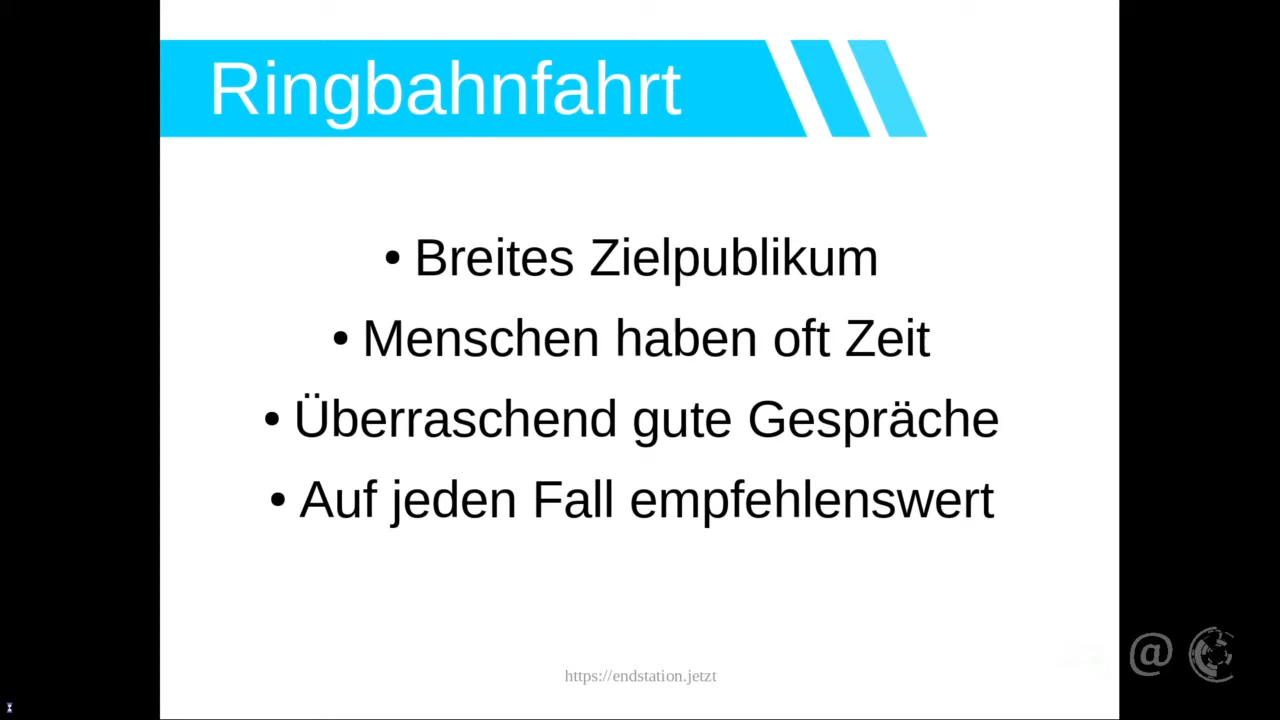 Ringbahnfahrt
• Breites Zielpublikum
• Menschen haben oft Zeit
• Überraschend gute Gespräche
• Auf jeden Fall empfehlenswert
https://endstation.jetzt
@